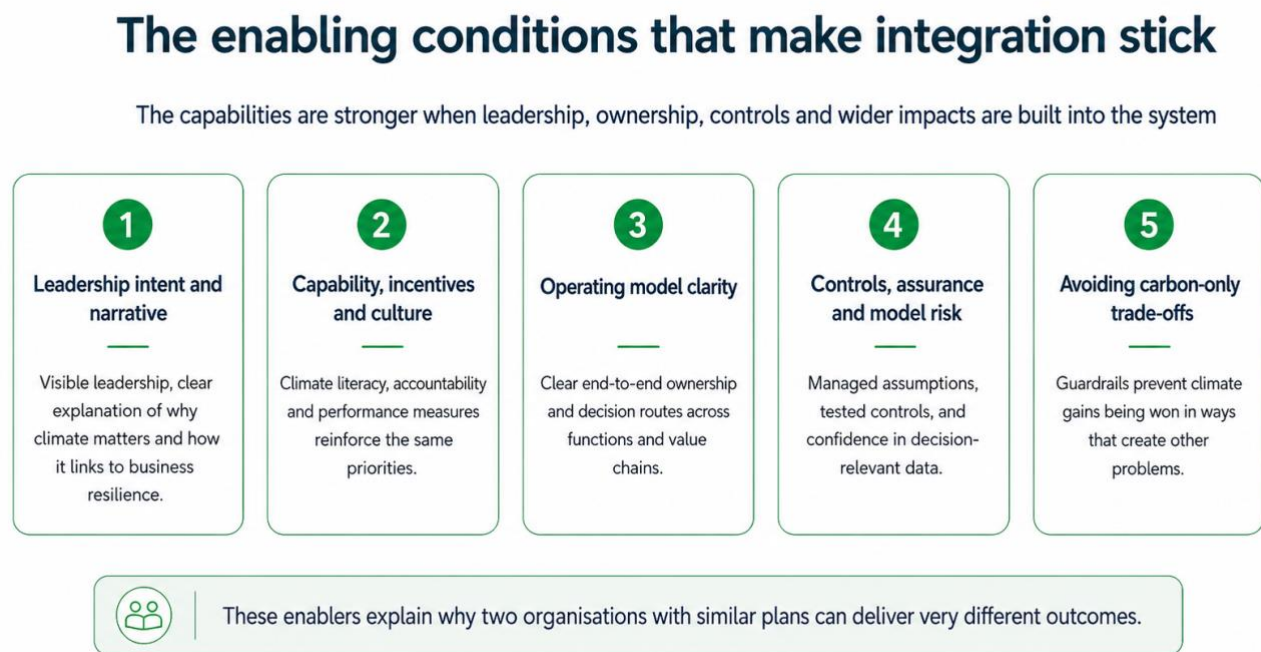 The enabling conditions that make integration stick
The capabilities are stronger when leadership, ownership, controls and wider impacts are built into the system
1
Leadership intent and
narrative
Visible leadership, clear
explanation of why
climate matters and how
it links to business
resilience.
2
Capability, incentives
and culture
Climate literacy, accountability
and performance measures
reinforce the same
priorities.
3
Operating model clarity
Clear end-to-end ownership
and decision routes across
functions and value
chains.
4
Controls, assurance
and model risk
Managed assumptions,
tested controls, and
confidence in decision-
relevant data.
5
Avoiding carbon-only
trade-offs
Guardrails prevent climate
gains being won in ways
that create other
problems.
These enablers explain why two organisations with similar plans can deliver very different outcomes.